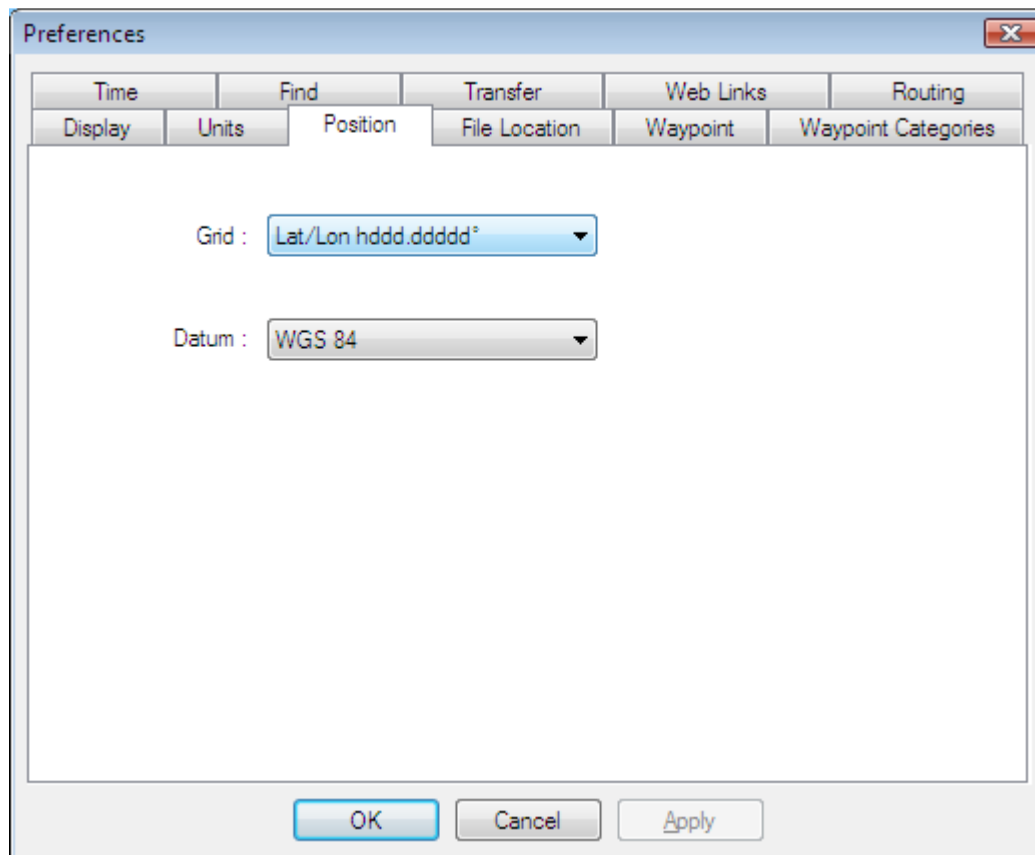 Preferences
Time Find Transfer Web Links Routing
Display Units Position File Location Waypoint Waypoint Categories
Grid : Lat/Lon hddd.ddddd°
Datum : WGS 84
OK Cancel Apply